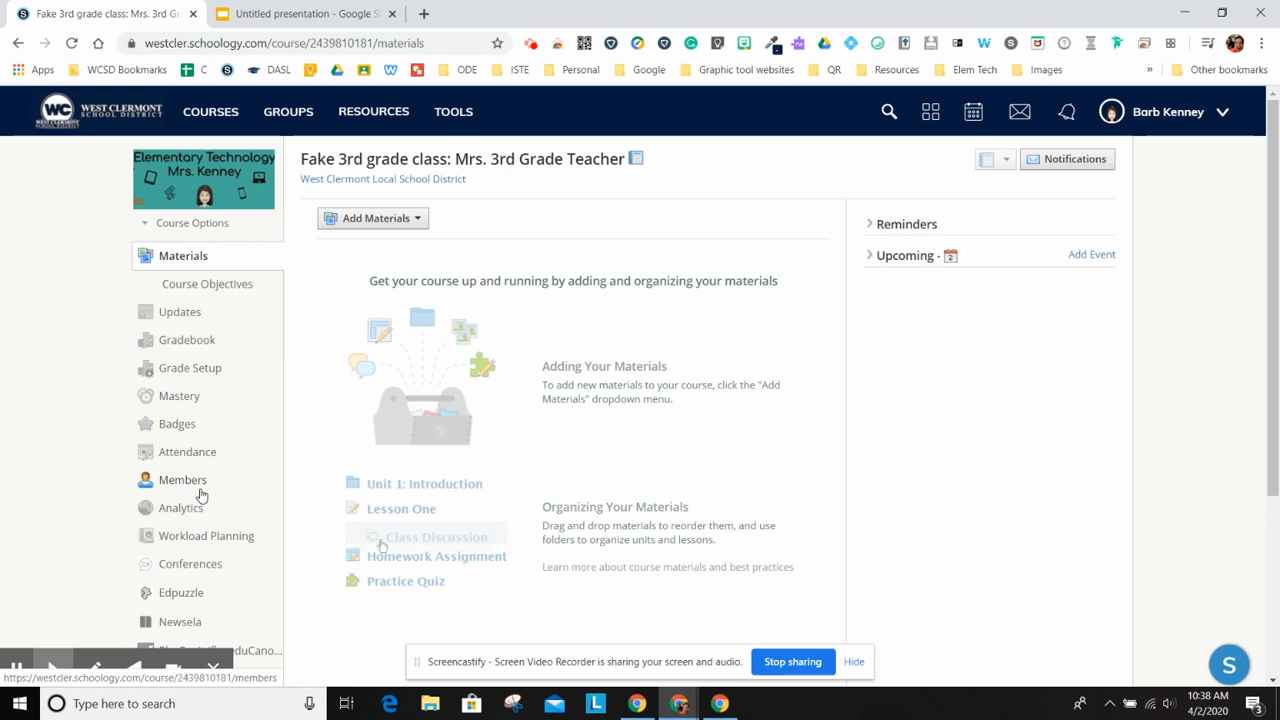 Fake 3rd grade class: Mrs. 3rd G
Untitled presentation - Google S
westcler.schoology.com/course/2439810181/materials
Apps
WCSD Bookmarks
C
DASL
ODE
ISTE
Personal
Google
Graphic tool websites
QR
Resources
Elem Tech
Images
»
Other bookmarks
WC WEST CLERMONT
SCHOOL DISTRICT
COURSES
GROUPS
RESOURCES
TOOLS
Barb Kenney
Elementary Technology
Mrs. Kenney
Fake 3rd grade class: Mrs. 3rd Grade Teacher
West Clermont Local School District
Notifications
Course Options
Add Materials
Reminders
Materials
Upcoming · 2
Add Event
Course Objectives
Get your course up and running by adding and organizing your materials
Updates
Gradebook
Grade Setup
Adding Your Materials
To add new materials to your course, click the "Add
Materials" dropdown menu.
Mastery
Badges
Attendance
Members
Unit 1: Introduction
Analytics
Lesson One
Organizing Your Materials
Drag and drop materials to reorder them, and use
folders to organize units and lessons.
Workload Planning
Class Discussion
Homework Assignment
Conferences
Learn more about course materials and best practices
Practice Quiz
Edpuzzle
Newsela
Screencastify - Screen Video Recorder is sharing your screen and audio.
Stop sharing
Hide
S
https://westcler.schoology.com/course/2439810181/members
Type here to search
L
10:38 AM
4/2/2020
3